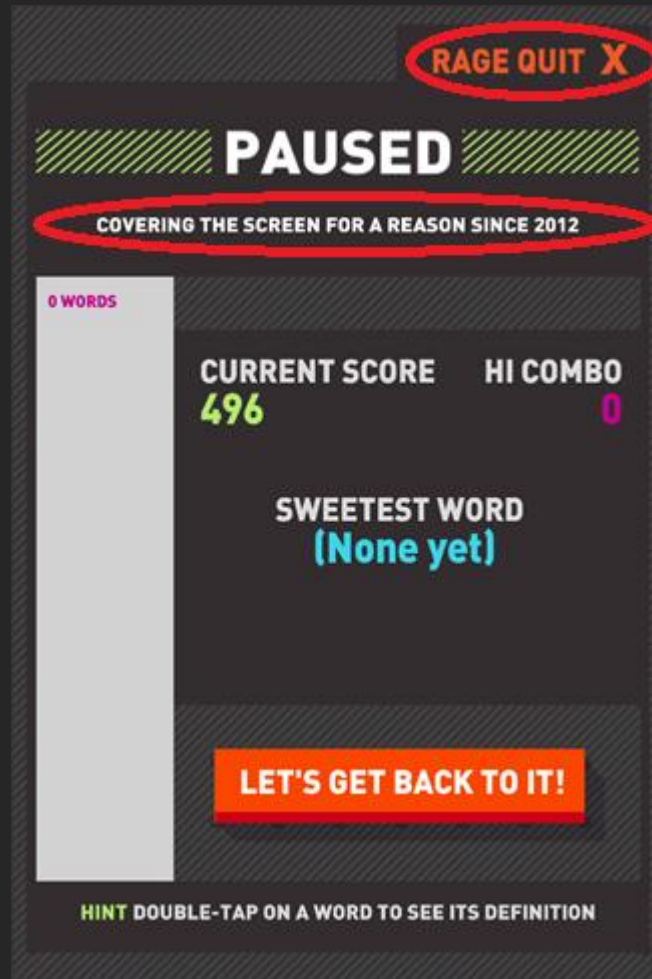 RAGE QUIT X
PAUSED
COVERING THE SCREEN FOR A REASON SINCE 2012
0 WORDS
CURRENT SCORE HI COMBO
496 0
SWEETEST WORD
(None yet)
LET'S GET BACK TO IT!
HINT DOUBLE-TAP ON A WORD TO SEE ITS DEFINITION